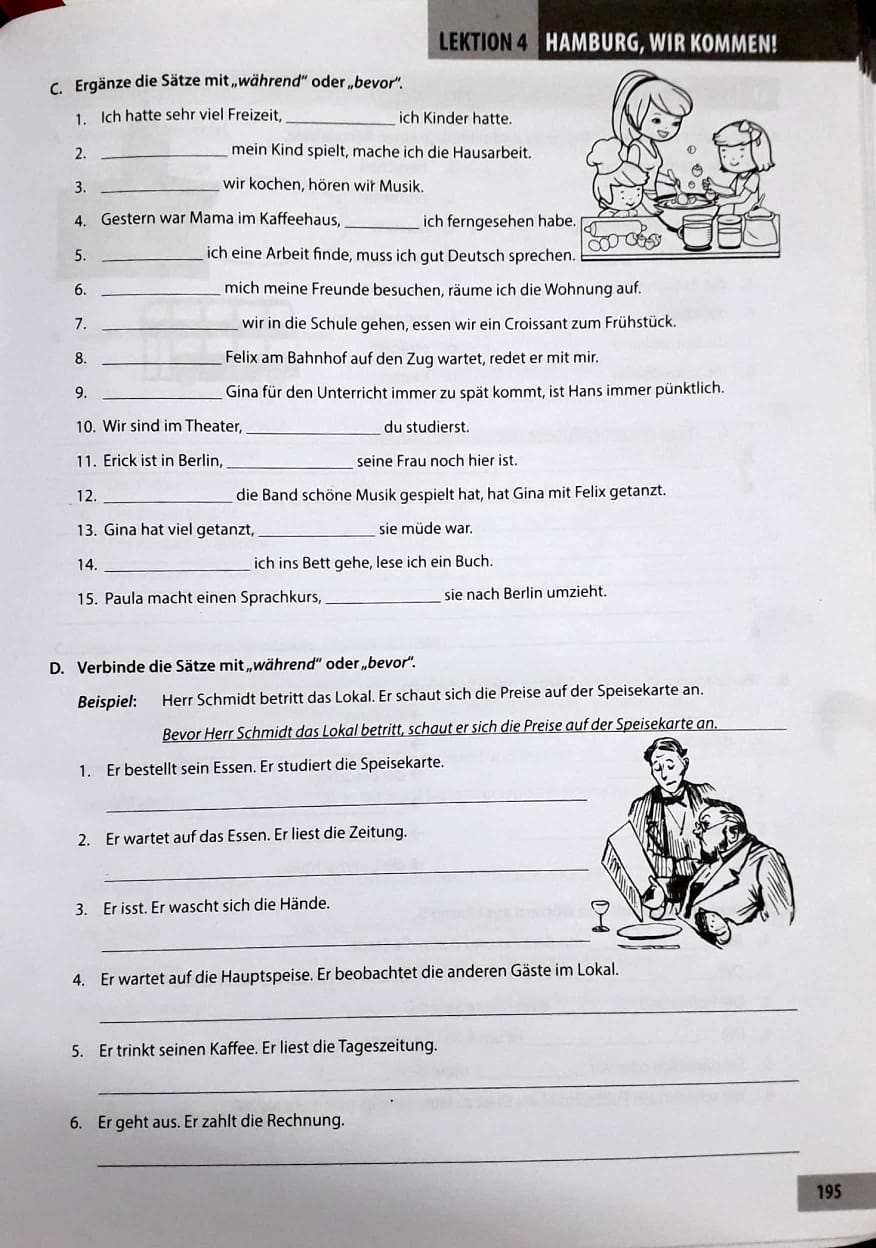 LEKTION 4 HAMBURG, WIR KOMMEN!
C. Ergänze die Sätze mit „während“ oder „bevor“.
1. Ich hatte sehr viel Freizeit, ____________ ich Kinder hatte.
2. ____________ mein Kind spielt, mache ich die Hausarbeit.
3. ____________ wir kochen, hören wir Musik.
4. Gestern war Mama im Kaffeehaus, ____________ ich ferngesehen habe.
5. ____________ ich eine Arbeit finde, muss ich gut Deutsch sprechen.
6. ____________ mich meine Freunde besuchen, räume ich die Wohnung auf.
7. ____________ wir in die Schule gehen, essen wir ein Croissant zum Frühstück.
8. ____________ Felix am Bahnhof auf den Zug wartet, redet er mit mir.
9. ____________ Gina für den Unterricht immer zu spät kommt, ist Hans immer pünktlich.
10. Wir sind im Theater, ____________ du studierst.
11. Erick ist in Berlin, ____________ seine Frau noch hier ist.
12. ____________ die Band schöne Musik gespielt hat, hat Gina mit Felix getanzt.
13. Gina hat viel getanzt, ____________ sie müde war.
14. ____________ ich ins Bett gehe, lese ich ein Buch.
15. Paula macht einen Sprachkurs, ____________ sie nach Berlin umzieht.
D. Verbinde die Sätze mit „während“ oder „bevor“.
Beispiel: Herr Schmidt betritt das Lokal. Er schaut sich die Preise auf der Speisekarte an.
Bevor Herr Schmidt das Lokal betritt, schaut er sich die Preise auf der Speisekarte an.
1. Er bestellt sein Essen. Er studiert die Speisekarte.
2. Er wartet auf das Essen. Er liest die Zeitung.
3. Er isst. Er wascht sich die Hände.
4. Er wartet auf die Hauptspeise. Er beobachtet die anderen Gäste im Lokal.
5. Er trinkt seinen Kaffee. Er liest die Tageszeitung.
6. Er geht aus. Er zahlt die Rechnung.
195